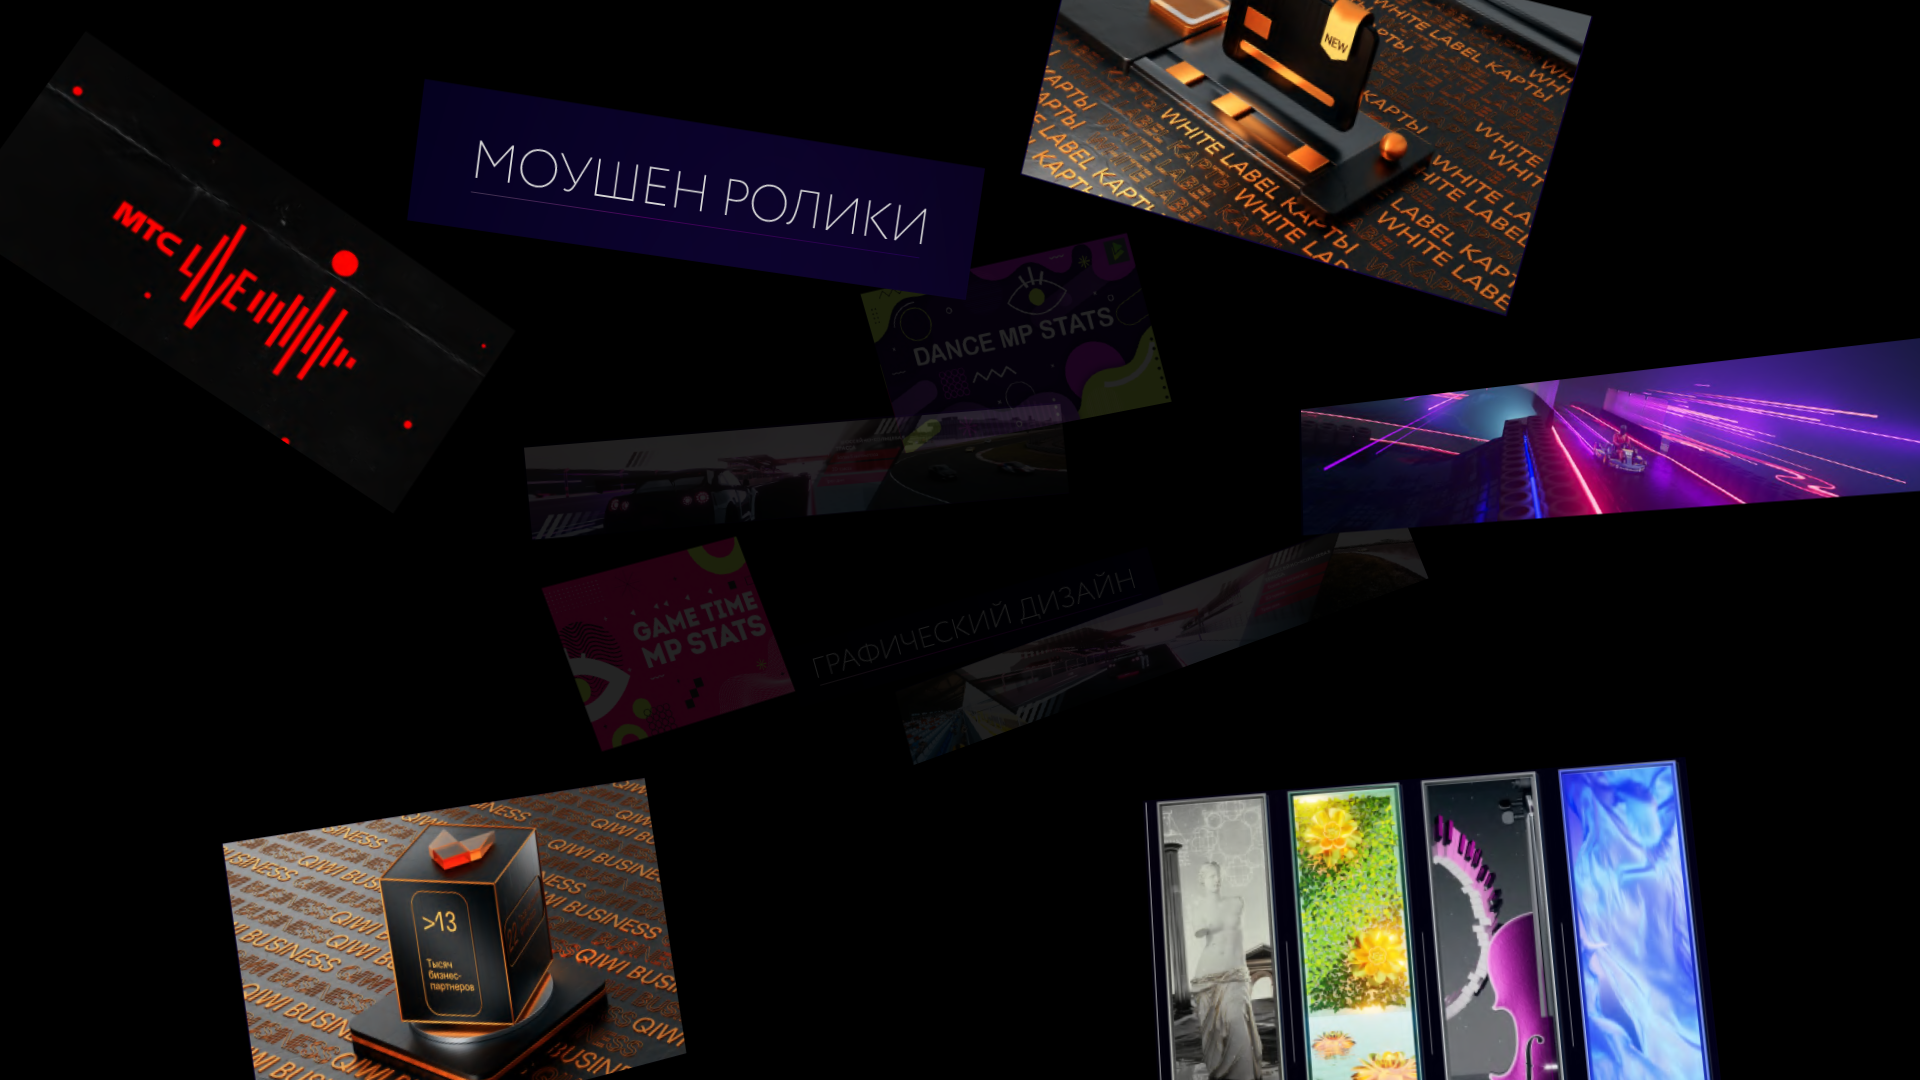 МТС LIVE
МОУШЕН РОЛИКИ
NEW
WHITE LABEL КАРТЫ
DANCE MP STATS
GAME TIME
MP STATS
ГРАФИЧЕСКИЙ ДИЗАЙН
QIWI BUSINESS
>13
Тысяч
бизнес-
партнеров